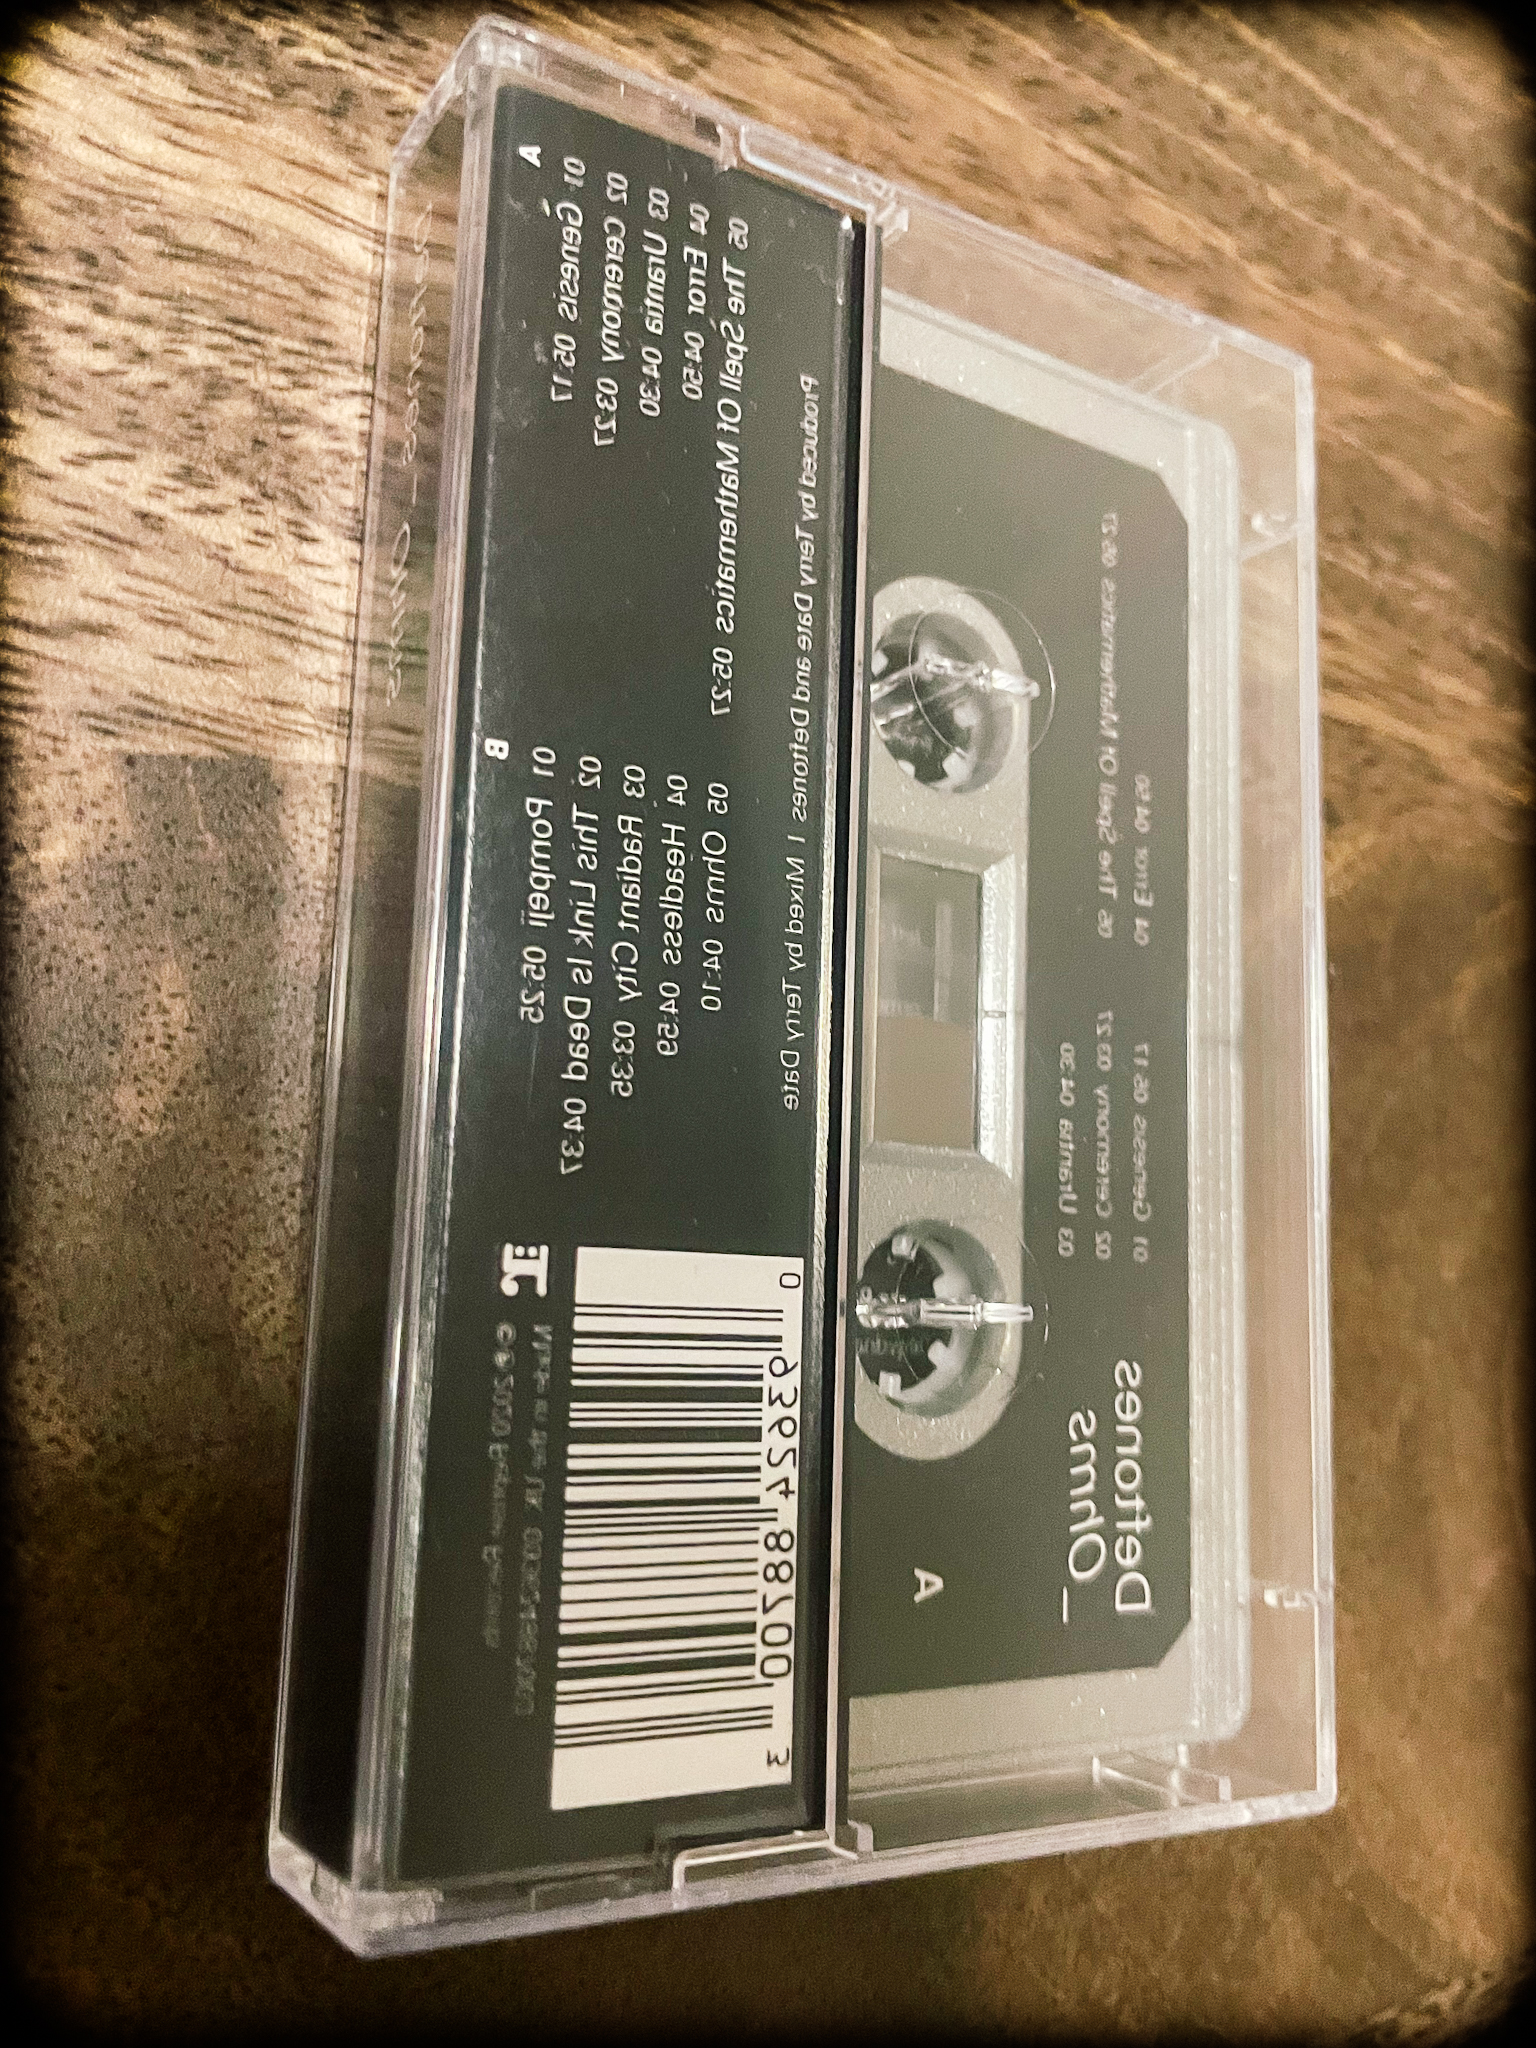 A
01 Genesis 05:17
02 Ceremony 03:27
03 Urantia 04:30
04 Error 04:50
05 The Spell Of Mathematics 05:27
B
01 Pompeji 05:25
02 This Link Is Dead 04:37
03 Radiant City 03:35
04 Headless 04:59
05 Ohms 04:10
Produced by Terry Date and Deftones | Mixed by Terry Date
0 93624 88700 3
Deftones
_Ohms
A
01 Genesis 05:17
02 Ceremony 03:27
03 Urantia 04:30
04 Error 04:50
05 The Spell Of Mathematics 05:27
Deftones - Ohms